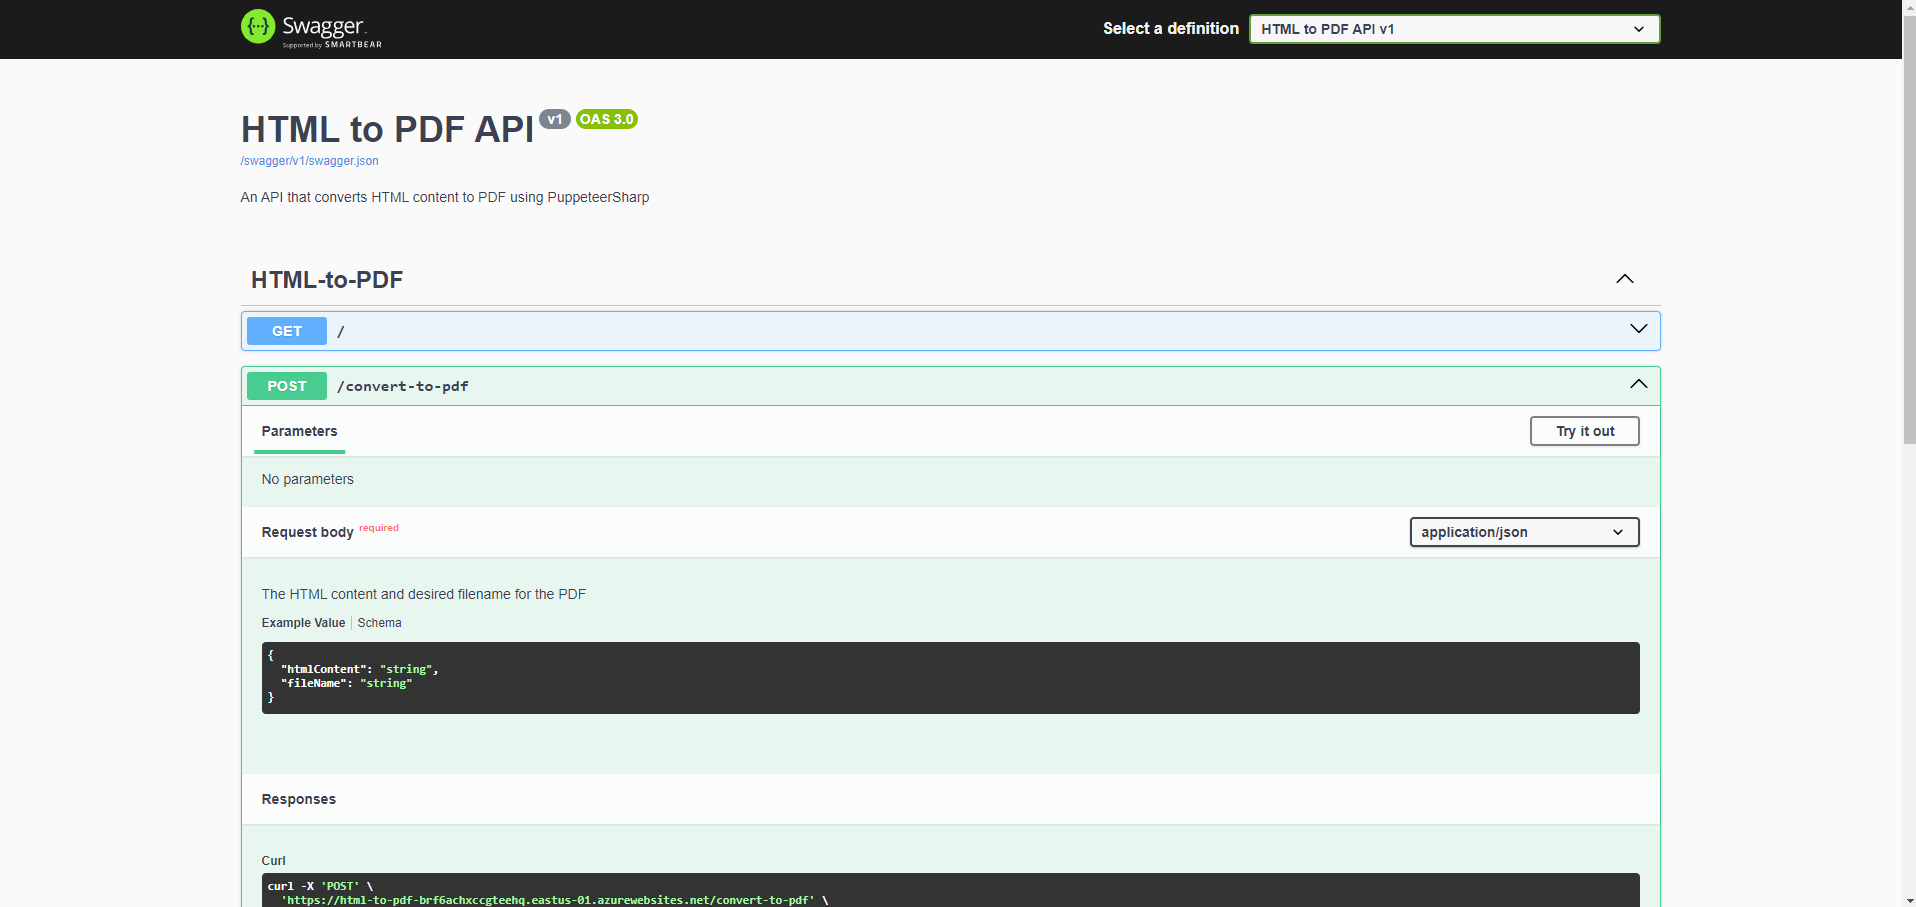 Swagger
Supported by SMARTBEAR
Select a definition
HTML to PDF API v1
HTML to PDF API v1 OAS 3.0
/swagger/v1/swagger.json
An API that converts HTML content to PDF using PuppeteerSharp
HTML-to-PDF
GET /
POST /convert-to-pdf
Parameters
Try it out
No parameters
Request body required
application/json
The HTML content and desired filename for the PDF
Example Value Schema
{
"htmlContent": "string",
"fileName": "string"
}
Responses
Curl
curl -X 'POST' \
'https://html-to-pdf-brf6achxccgteehq.eastus-01.azurewebsites.net/convert-to-pdf' \